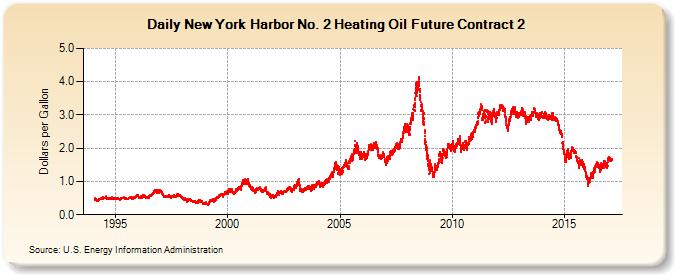 Daily New York Harbor No. 2 Heating Oil Future Contract 2
Dollars per Gallon
5.0
4.0
3.0
2.0
1.0
0.0
1995 2000 2005 2010 2015
Source: U.S. Energy Information Administration